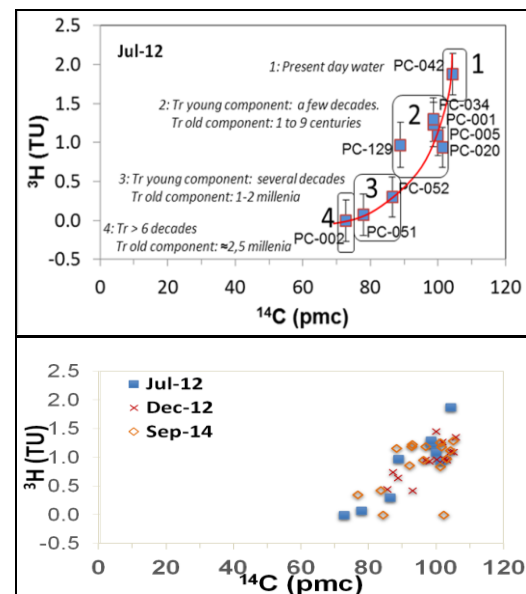 Jul-12
³H (TU)
2.5
2.0
1.5
1.0
0.5
0.0
-0.5
PC-042
1
1: Present day water
2: Tr young component: a few decades.
Tr old component: 1 to 9 centuries
2
PC-034
PC-001
PC-005
PC-020
PC-129
3: Tr young component: several decades
Tr old component: 1-2 millenia
3
PC-052
4: Tr > 6 decades
Tr old component: ≈2,5 millenia
4
PC-002
PC-051
0 20 40 60 80 100 120
¹⁴C (pmc)
³H (TU)
2.5
2.0
1.5
1.0
0.5
0.0
-0.5
Jul-12
Dec-12
Sep-14
0 20 40 60 80 100 120
¹⁴C (pmc)